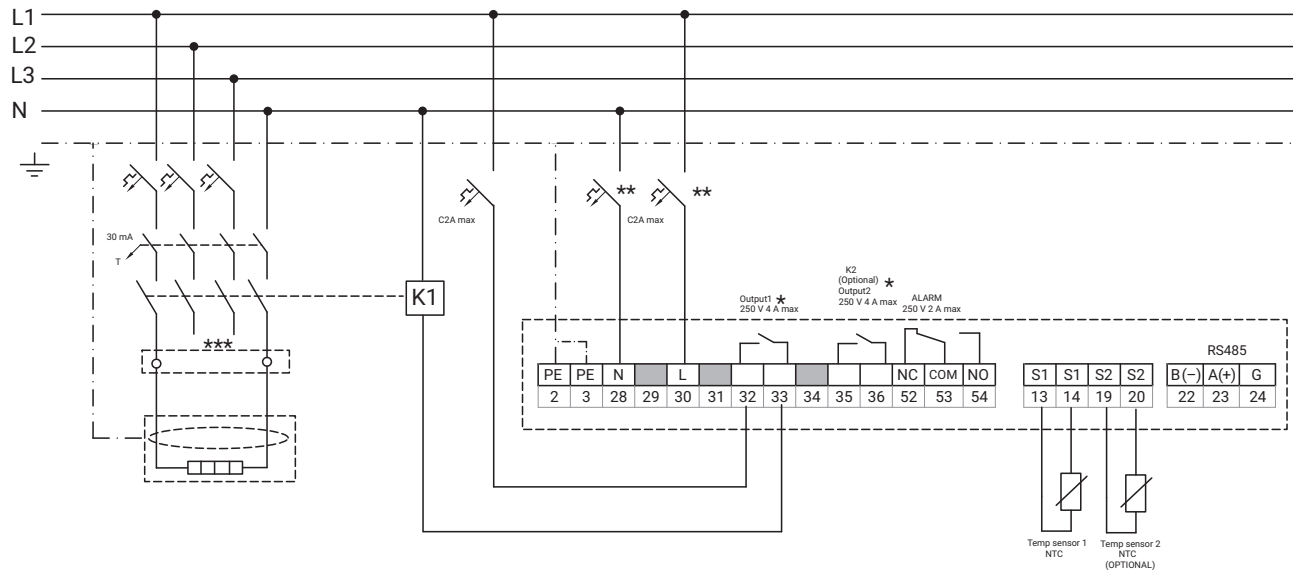 L1
L2
L3
N
30 mA
T
C2A max
**
C2A max
**
K1
***
Output1 *
250 V 4 A max
K2
(Optional) *
Output2
250 V 4 A max
ALARM
250 V 2 A max
RS485
PE PE N L NC COM NO S1 S1 S2 S2 B(−) A(+) G
2 3 28 29 30 31 32 33 34 35 36 52 53 54 13 14 19 20 22 23 24
Temp sensor 1
NTC
Temp sensor 2
NTC
(OPTIONAL)